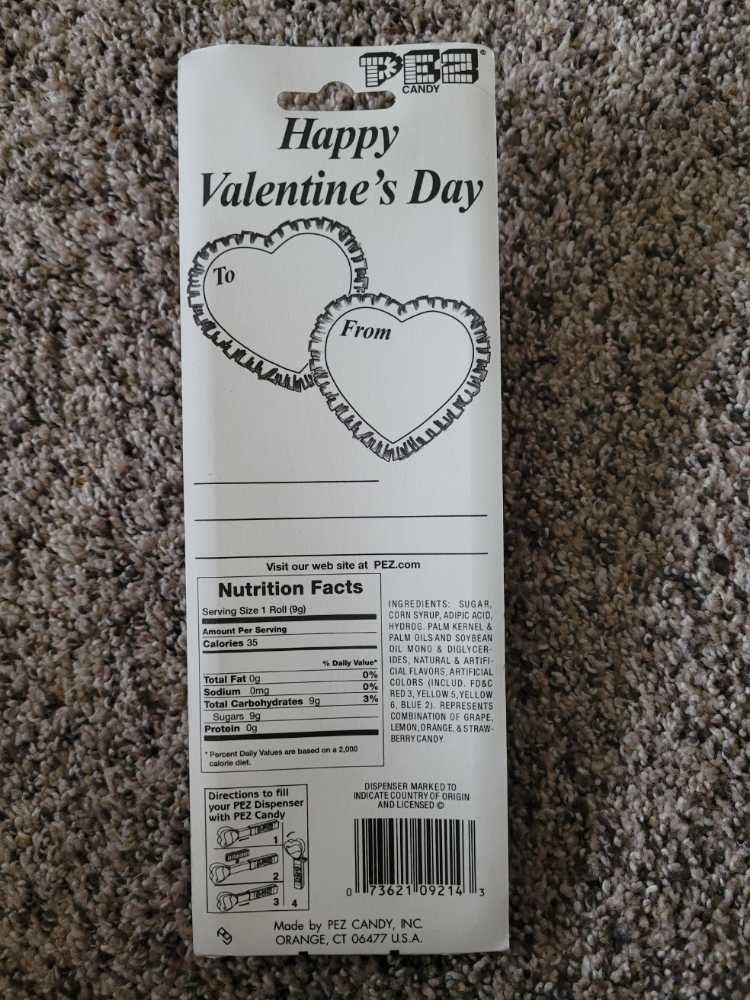 PEZ®
CANDY
Happy
Valentine's Day
To
From
Visit our web site at PEZ.com
Nutrition Facts
Serving Size 1 Roll (9g)
Amount Per Serving
Calories 35
% Daily Value*
Total Fat 0g 0%
Sodium 0mg 0%
Total Carbohydrates 9g 3%
Sugars 9g
Protein 0g
* Percent Daily Values are based on a 2,000
calorie diet.
INGREDIENTS: SUGAR,
CORN SYRUP, ADIPIC ACID,
HYDROG. PALM KERNEL &
PALM OILS AND SOYBEAN
OIL MONO & DIGLYCER-
IDES, NATURAL & ARTIFI-
CIAL FLAVORS, ARTIFICIAL
COLORS (INCLUD. FD&C
RED 3, YELLOW 5, YELLOW
6, BLUE 2). REPRESENTS
COMBINATION OF GRAPE,
LEMON, ORANGE, & STRAW-
BERRY CANDY.
Directions to fill
your PEZ Dispenser
with PEZ Candy
1
2
3 4
DISPENSER MARKED TO
INDICATE COUNTRY OF ORIGIN
AND LICENSED ©
0 73621 09214 3
Made by PEZ CANDY, INC.
ORANGE, CT 06477 U.S.A.